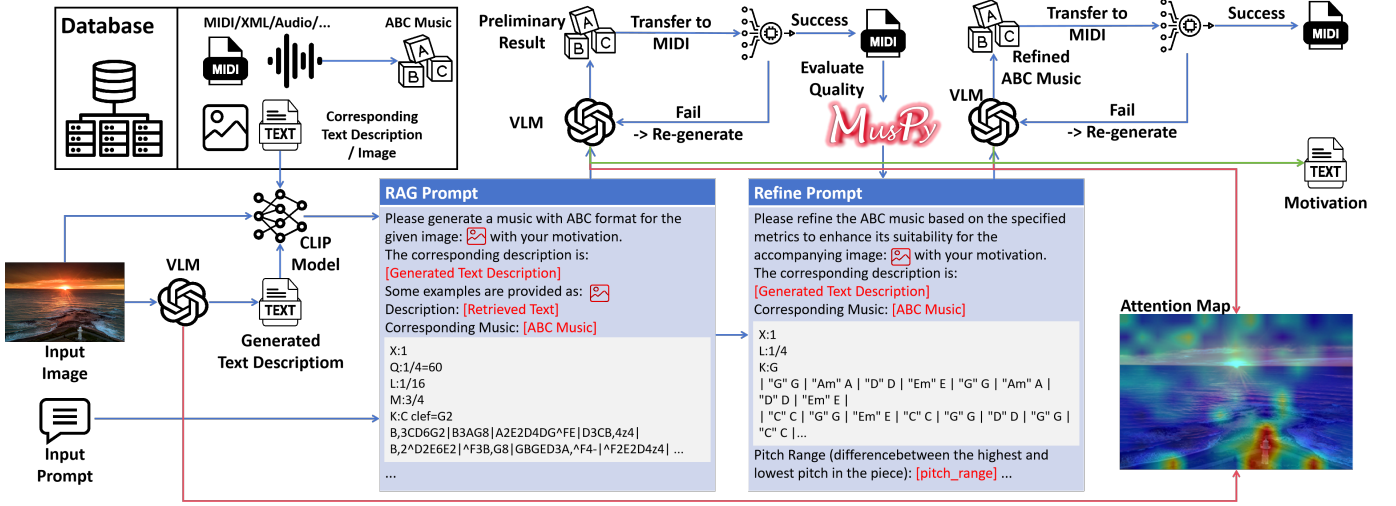 Database
MIDI/XML/Audio/...
ABC Music
MIDI
A
B
C
TEXT
Corresponding
Text Description
/ Image
Preliminary
Result
A
B
C
Transfer to
MIDI
Success
MIDI
Evaluate
Quality
VLM
Fail
-> Re-generate
MusPy
A
B
C
Transfer to
MIDI
Success
MIDI
Refined
ABC Music
VLM
Fail
-> Re-generate
TEXT
Motivation
CLIP
Model
VLM
TEXT
Generated
Text Descriptiom
Input
Image
Input
Prompt
RAG Prompt
Please generate a music with ABC format for the
given image: with your motivation.
The corresponding description is:
[Generated Text Description]
Some examples are provided as:
Description: [Retrieved Text]
Corresponding Music: [ABC Music]
X:1
Q:1/4=60
L:1/16
M:3/4
K:C clef=G2
B,3CD6G2|B3AG8|A2E2D4DG^FE|D3CB,4z4|
B,2^D2E6E2|^F3B,G8|GBGED3A,^F4-|^F2E2D4z4| ...
...
Refine Prompt
Please refine the ABC music based on the specified
metrics to enhance its suitability for the
accompanying image: with your motivation.
The corresponding description is:
[Generated Text Description]
Corresponding Music: [ABC Music]
X:1
L:1/4
K:G
| "G" G | "Am" A | "D" D | "Em" E | "G" G | "Am" A |
"D" D | "Em" E |
| "C" C | "G" G | "Em" E | "C" C | "G" G | "D" D | "G" G |
"C" C |...
Pitch Range (differencebetween the highest and
lowest pitch in the piece): [pitch_range] ...
Attention Map